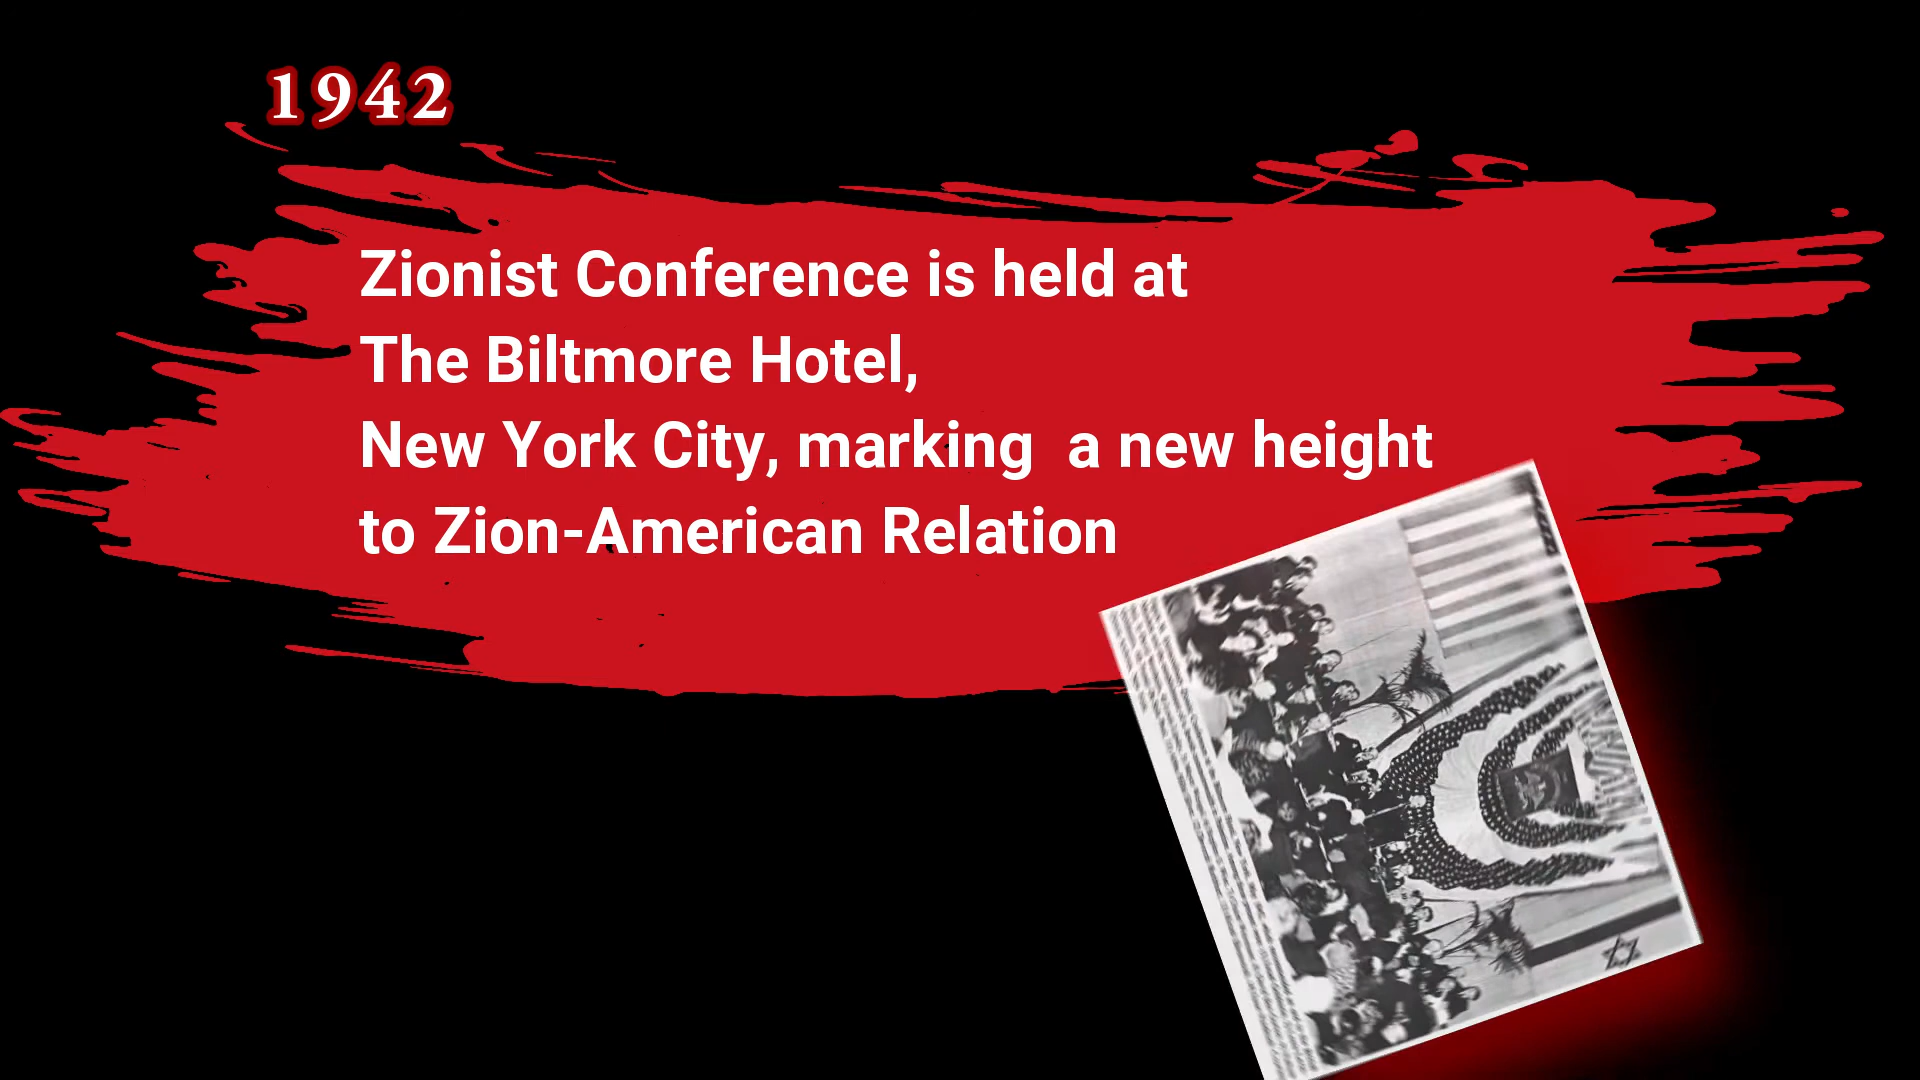 1942
Zionist Conference is held at
The Biltmore Hotel,
New York City, marking  a new height
to Zion-American Relation